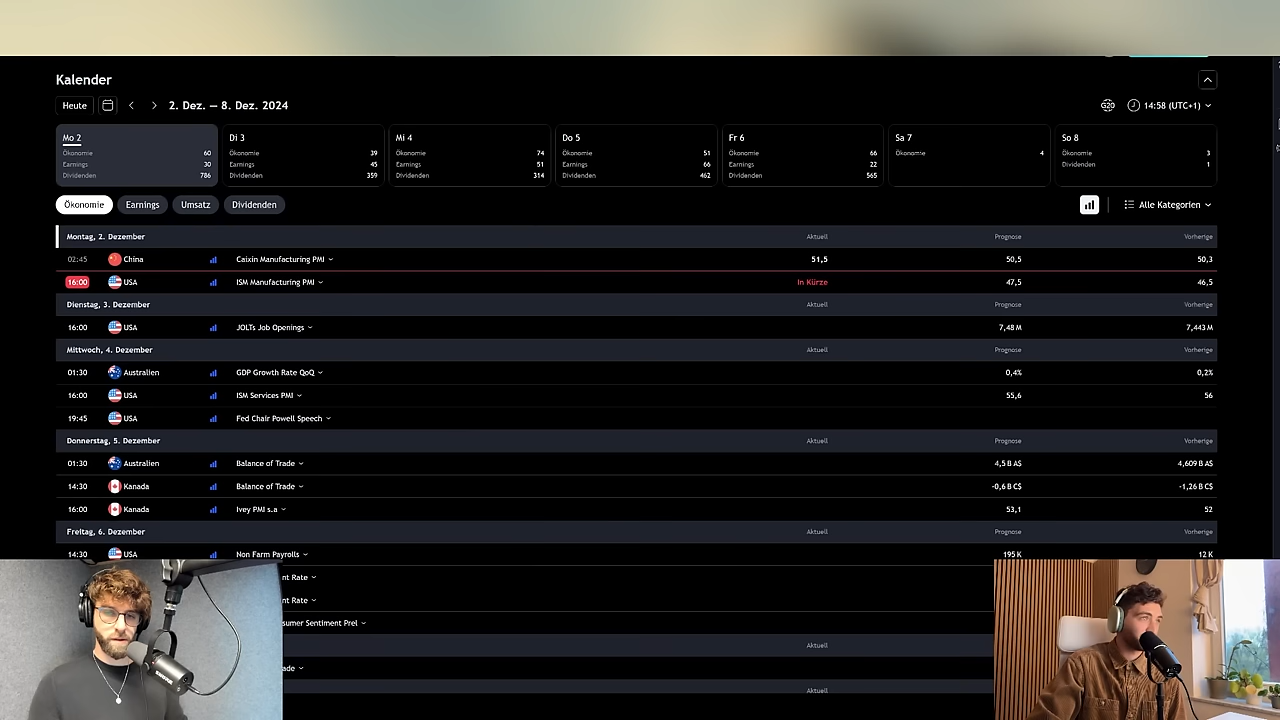 Kalender
Heute 2. Dez. — 8. Dez. 2024 14:58 (UTC+1)
Mo 2 Di 3 Mi 4 Do 5 Fr 6 Sa 7 So 8
Ökonomie 60 Ökonomie 39 Ökonomie 74 Ökonomie 51 Ökonomie 66 Ökonomie 4 Ökonomie 3
Earnings 30 Earnings 45 Earnings 51 Earnings 66 Earnings 22 Dividenden 1
Dividenden 786 Dividenden 359 Dividenden 314 Dividenden 462 Dividenden 565
Ökonomie Earnings Umsatz Dividenden Alle Kategorien
Montag, 2. Dezember Aktuell Prognose Vorherige
02:45 China Caixin Manufacturing PMI 51,5 50,5 50,3
16:00 USA ISM Manufacturing PMI In Kürze 47,5 46,5
Dienstag, 3. Dezember Aktuell Prognose Vorherige
16:00 USA JOLTs Job Openings 7,48 M 7,443 M
Mittwoch, 4. Dezember Aktuell Prognose Vorherige
01:30 Australien GDP Growth Rate QoQ 0,4% 0,2%
16:00 USA ISM Services PMI 55,6 56
19:45 USA Fed Chair Powell Speech
Donnerstag, 5. Dezember Aktuell Prognose Vorherige
01:30 Australien Balance of Trade 4,5 B A$ 4,609 B A$
14:30 Kanada Balance of Trade -0,6 B C$ -1,26 B C$
16:00 Kanada Ivey PMI s.a 53,1 52
Freitag, 6. Dezember Aktuell Prognose Vorherige
14:30 USA Non Farm Payrolls 195 K 12 K
nt Rate
nt Rate
sumer Sentiment Prel
Aktuell
ade
Aktuell